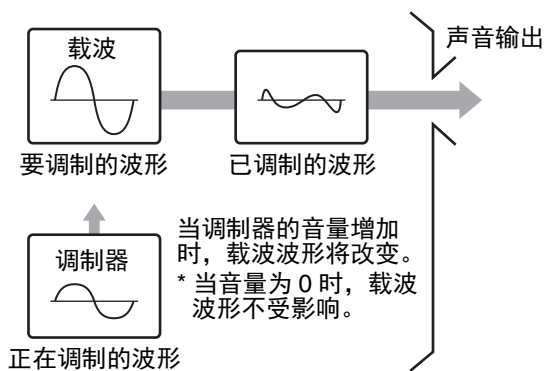 载波
声音输出
要调制的波形
已调制的波形
调制器
当调制器的音量增加
时，载波波形将改变。
* 当音量为 0 时，载波
波形不受影响。
正在调制的波形